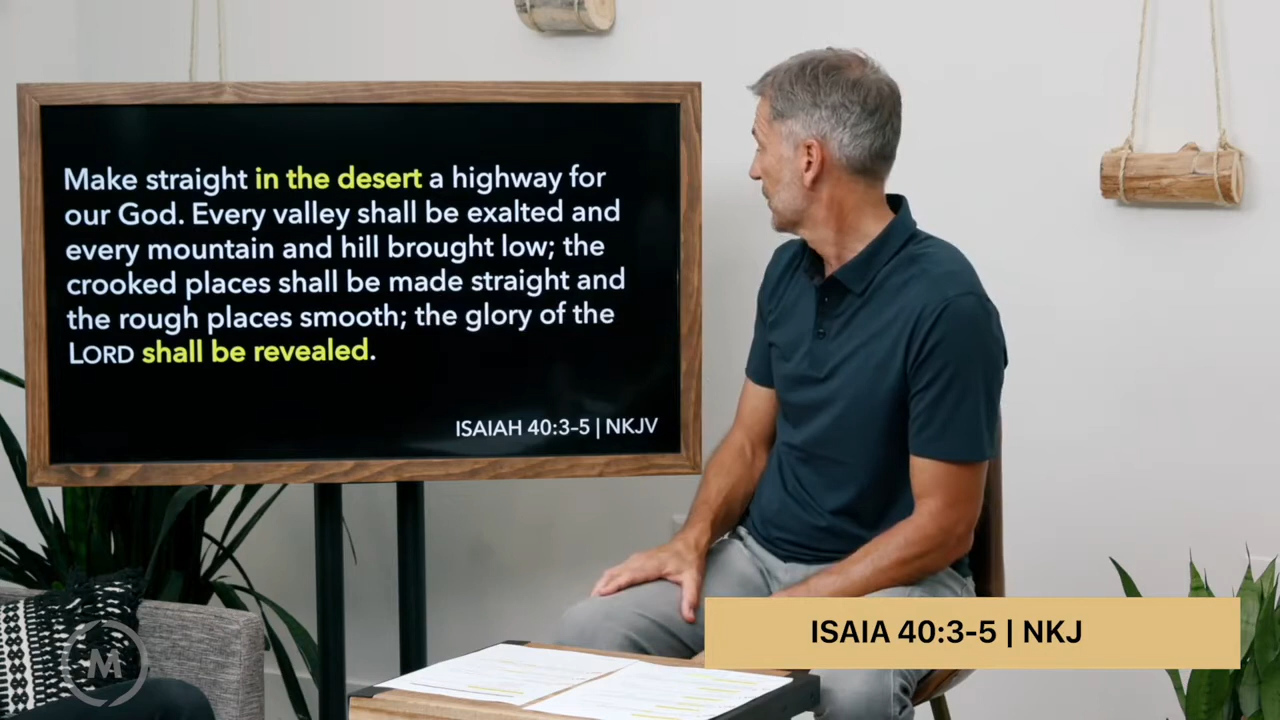 Make straight in the desert a highway for
our God. Every valley shall be exalted and
every mountain and hill brought low; the
crooked places shall be made straight and
the rough places smooth; the glory of the
LORD shall be revealed.
ISAIAH 40:3-5 | NKJV
ISAIA 40:3-5 | NKJ
M